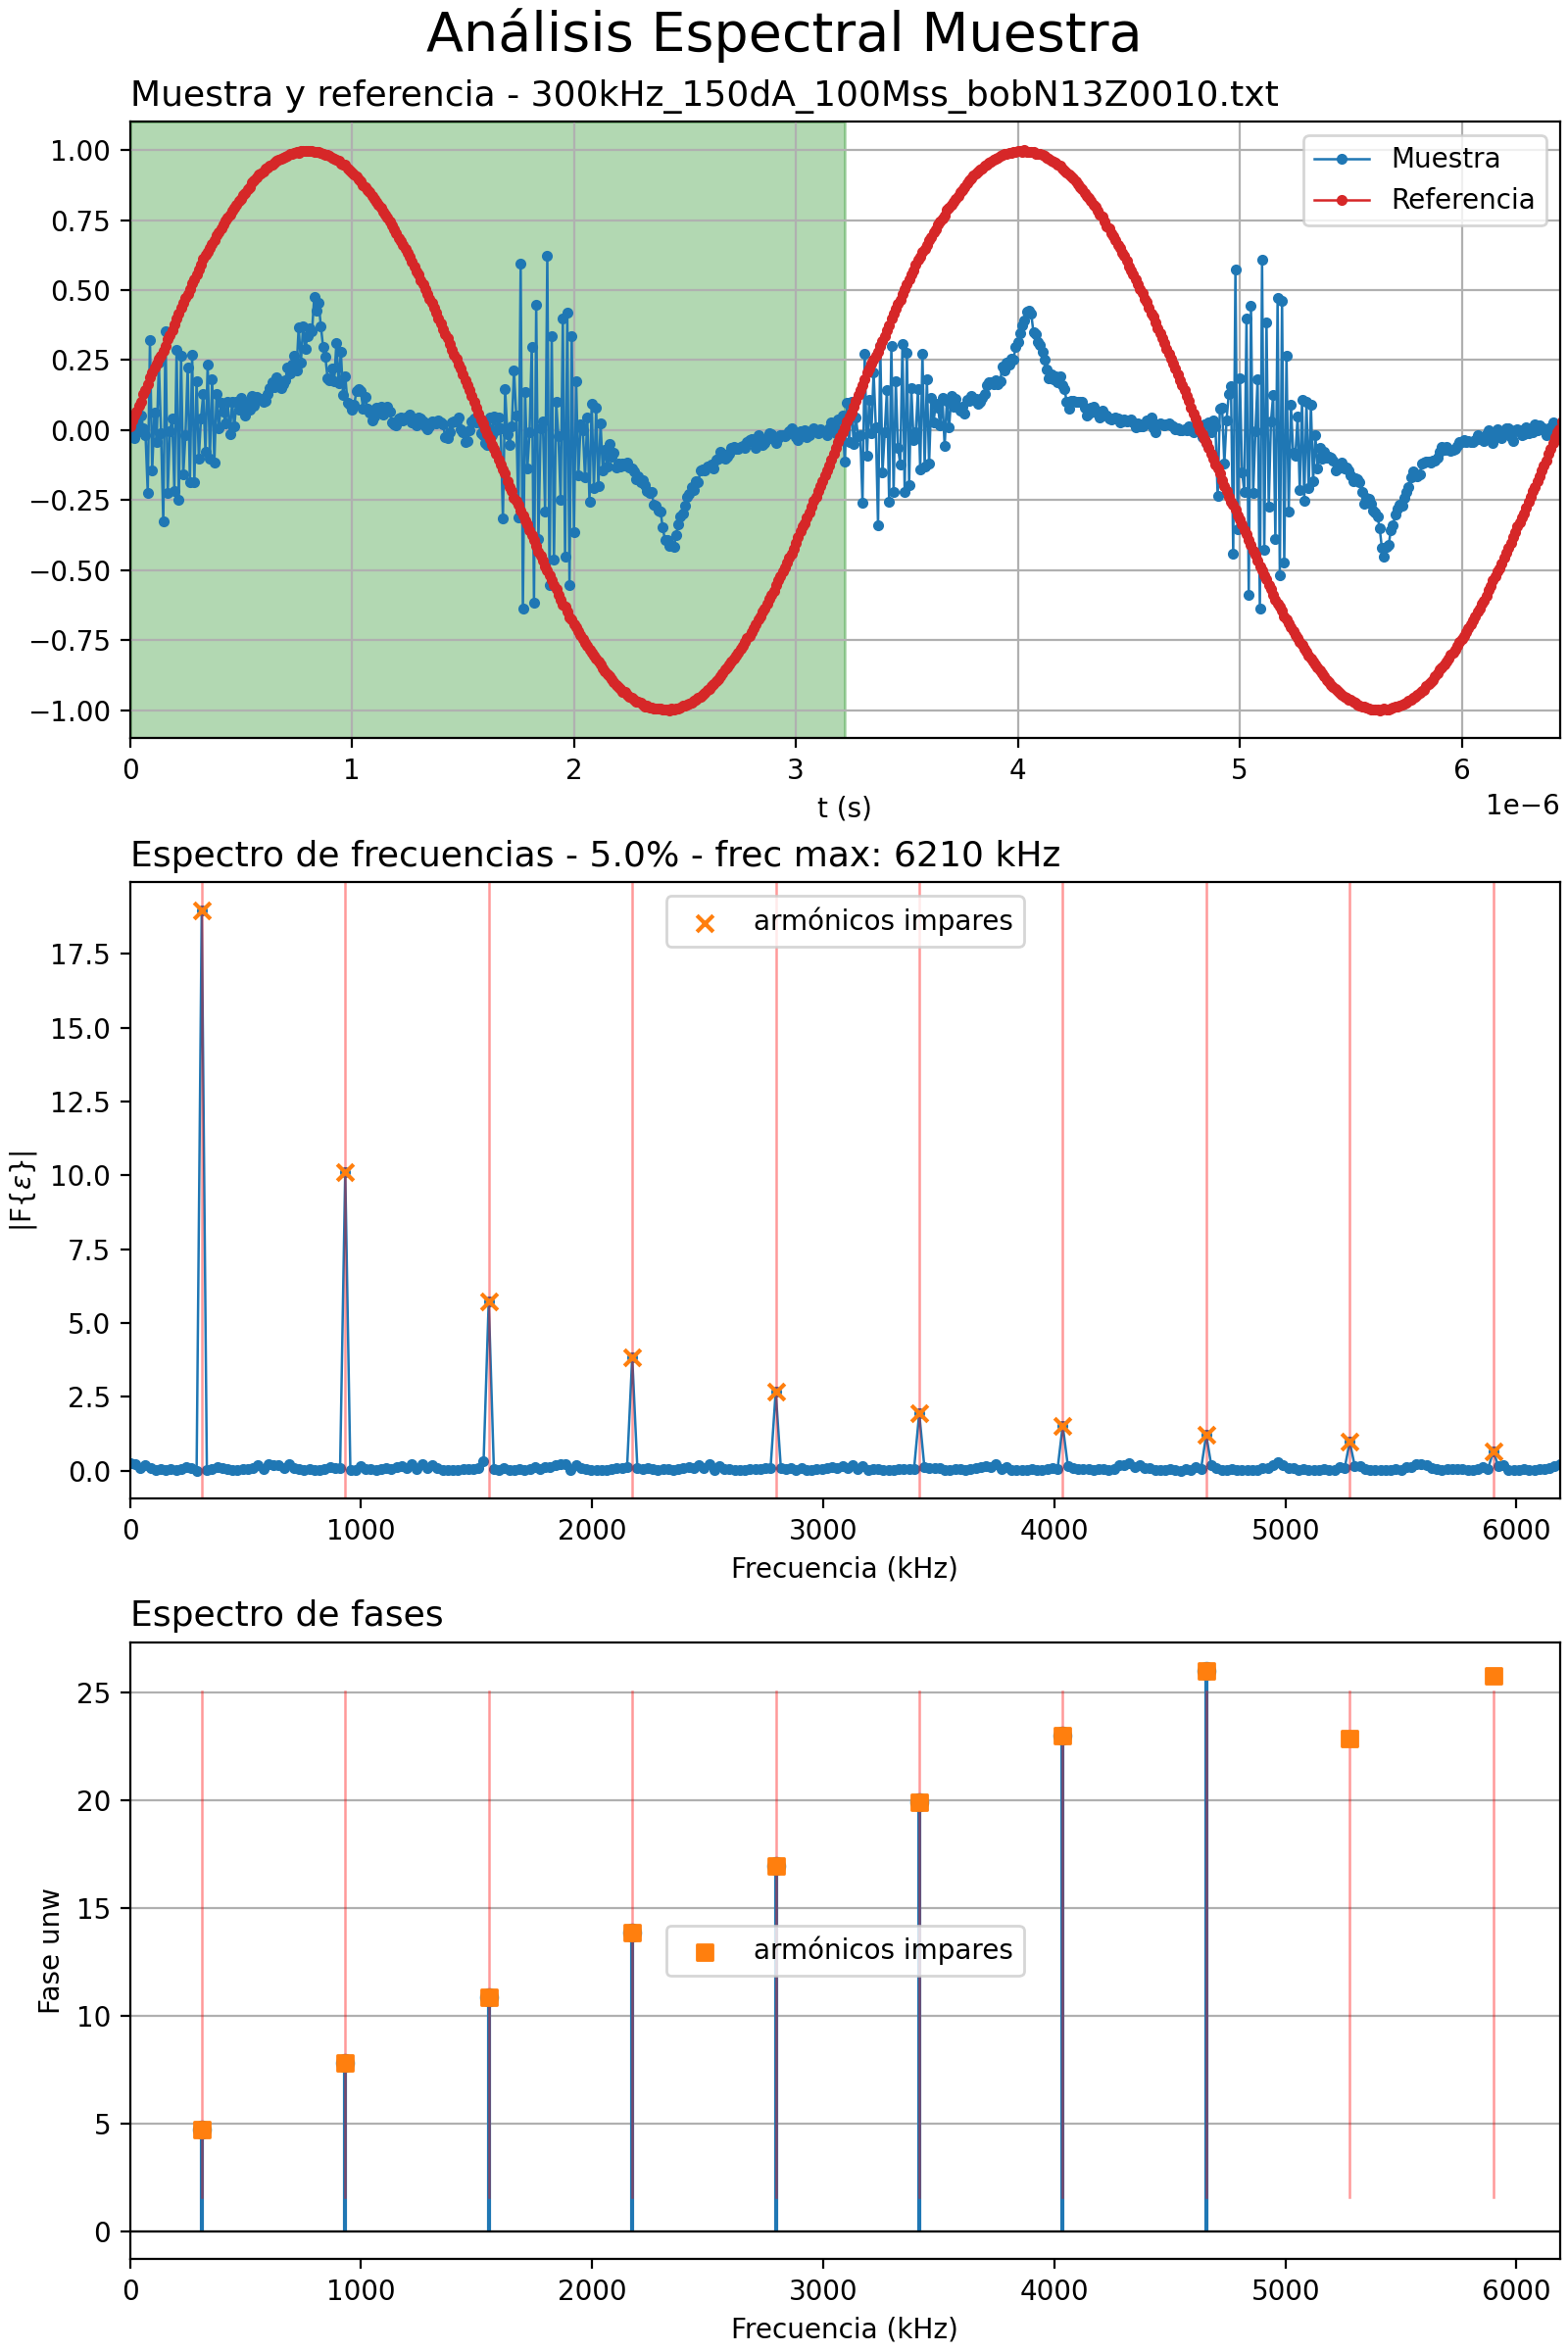 Análisis Espectral Muestra
Muestra y referencia - 300kHz_150dA_100Mss_bobN13Z0010.txt
1.00
0.75
0.50
0.25
0.00
−0.25
−0.50
−0.75
−1.00
Muestra
Referencia
0 1 2 3 4 5 6
t (s)
1e−6
Espectro de frecuencias - 5.0% - frec max: 6210 kHz
|F{ε}|
17.5
15.0
12.5
10.0
7.5
5.0
2.5
0.0
armónicos impares
0 1000 2000 3000 4000 5000 6000
Frecuencia (kHz)
Espectro de fases
Fase unw
25
20
15
10
5
0
armónicos impares
0 1000 2000 3000 4000 5000 6000
Frecuencia (kHz)